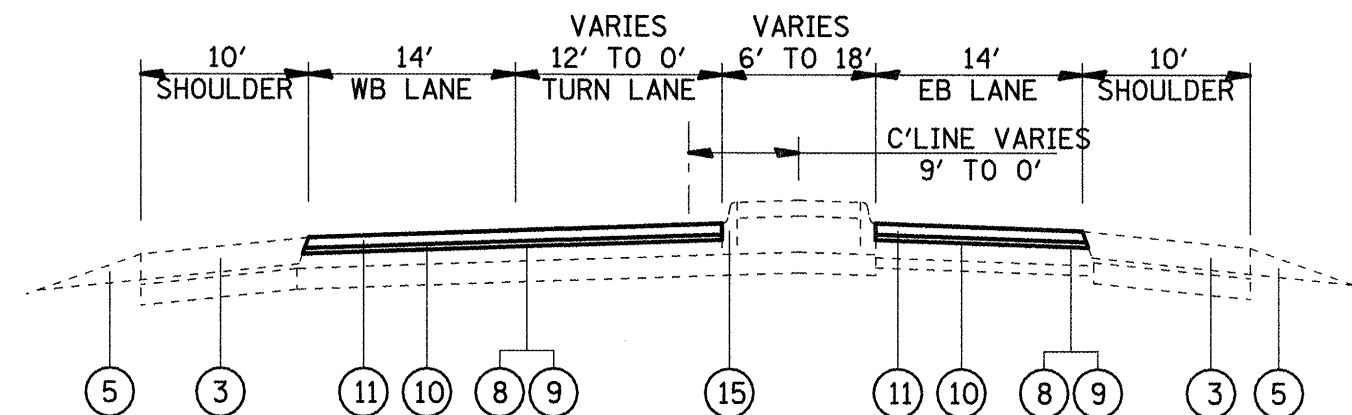 VARIES VARIES
10' 14' 12' TO 0' 6' TO 18' 14' 10'
SHOULDER WB LANE TURN LANE EB LANE SHOULDER
C'LINE VARIES
9' TO 0'
5 3 11 10 8 9 15 11 10 8 9 3 5